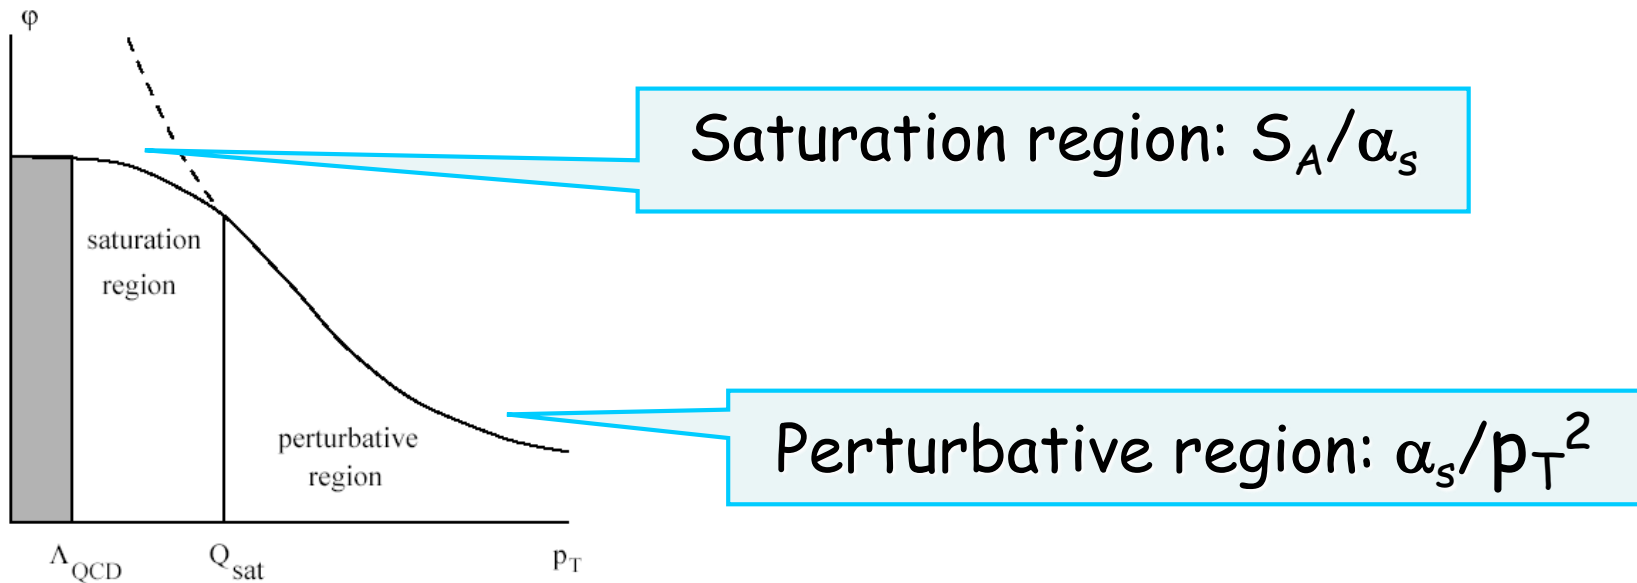 φ
Saturation region: S_A/α_s
saturation
region
perturbative
region
Perturbative region: α_s/p_T^2
Λ_QCD
Q_sat
p_T